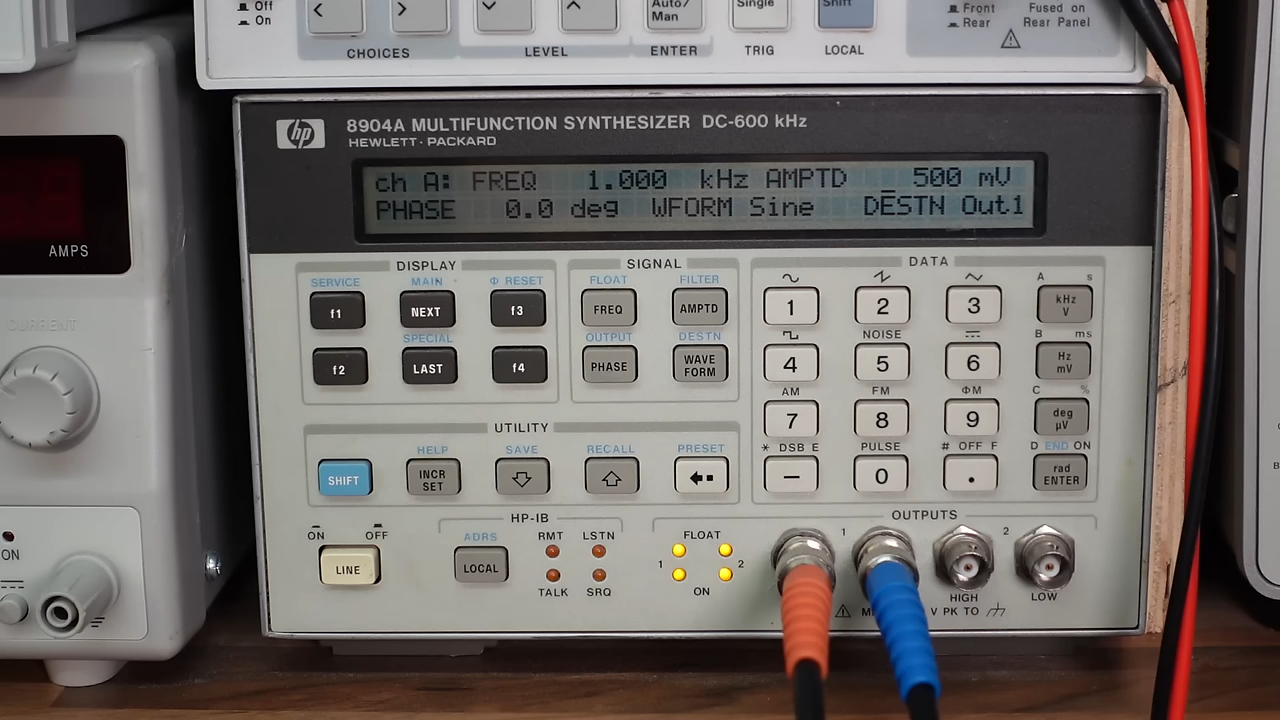 Off
On
<
>
Auto/
Man
Single
Shift
CHOICES
LEVEL
ENTER
TRIG
LOCAL
Front
Rear
Fused on
Rear Panel
AMPS
CURRENT
ON
hp
8904A MULTIFUNCTION SYNTHESIZER DC-600 kHz
HEWLETT·PACKARD
ch A: FREQ 1.000 kHz AMPTD 500 mV
PHASE 0.0 deg WFORM Sine DESTN Out1
DISPLAY
SERVICE MAIN Φ RESET
f1 NEXT f3
SPECIAL
f2 LAST f4
SIGNAL
FLOAT FILTER
FREQ AMPTD
OUTPUT DESTN
PHASE WAVE
FORM
DATA
A s
1 2 3 kHz
V
NOISE B ms
4 5 6 Hz
mV
AM FM ΦM C %
7 8 9 deg
µV
* DSB E PULSE # OFF F D END ON
− 0 . rad
ENTER
UTILITY
HELP SAVE RECALL PRESET
SHIFT INCR
SET
ON OFF
LINE
HP-IB
ADRS RMT LSTN
LOCAL
TALK SRQ
FLOAT
1 2
ON
OUTPUTS
1 2
HIGH LOW
V PK TO